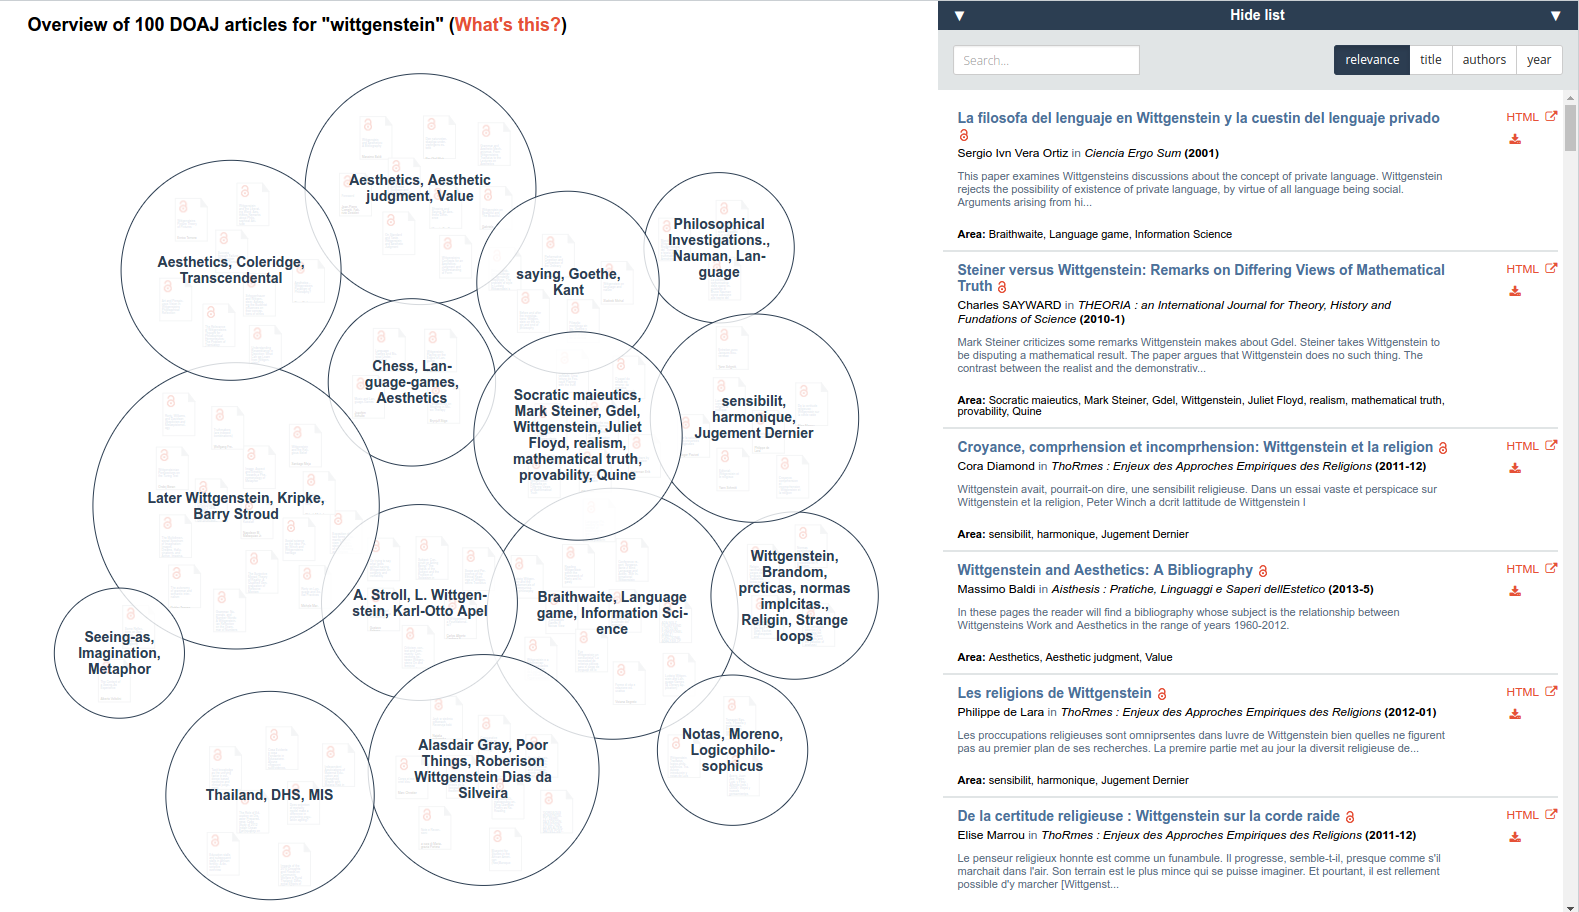 Overview of 100 DOAJ articles for "wittgenstein" (What's this?)
Aesthetics, Aesthetic
judgment, Value
Aesthetics, Coleridge,
Transcendental
saying, Goethe,
Kant
Philosophical
Investigations.,
Nauman, Lan-
guage
Chess, Lan-
guage-games,
Aesthetics
Socratic maieutics,
Mark Steiner, Gdel,
Wittgenstein, Juliet
Floyd, realism,
mathematical truth,
provability, Quine
sensibilit,
harmonique,
Jugement Dernier
Later Wittgenstein, Kripke,
Barry Stroud
A. Stroll, L. Wittgen-
stein, Karl-Otto Apel
Braithwaite, Language
game, Information Sci-
ence
Wittgenstein,
Brandom,
prcticas, normas
implcitas.,
Religin, Strange
loops
Seeing-as,
Imagination,
Metaphor
Thailand, DHS, MIS
Alasdair Gray, Poor
Things, Roberison
Wittgenstein Dias da
Silveira
Notas, Moreno,
Logicophilo-
sophicus
▼ Hide list ▼
Search...
relevance title authors year
La filosofa del lenguaje en Wittgenstein y la cuestin del lenguaje privado
HTML
Sergio Ivn Vera Ortiz in Ciencia Ergo Sum (2001)
This paper examines Wittgensteins discussions about the concept of private language. Wittgenstein
rejects the possibility of existence of private language, by virtue of all language being social.
Arguments arising from hi...
Area: Braithwaite, Language game, Information Science
Steiner versus Wittgenstein: Remarks on Differing Views of Mathematical
Truth
HTML
Charles SAYWARD in THEORIA : an International Journal for Theory, History and
Fundations of Science (2010-1)
Mark Steiner criticizes some remarks Wittgenstein makes about Gdel. Steiner takes Wittgenstein to
be disputing a mathematical result. The paper argues that Wittgenstein does no such thing. The
contrast between the realist and the demonstrativ...
Area: Socratic maieutics, Mark Steiner, Gdel, Wittgenstein, Juliet Floyd, realism, mathematical truth,
provability, Quine
Croyance, comprhension et incomprhension: Wittgenstein et la religion
HTML
Cora Diamond in ThoRmes : Enjeux des Approches Empiriques des Religions (2011-12)
Wittgenstein avait, pourrait-on dire, une sensibilit religieuse. Dans un essai vaste et perspicace sur
Wittgenstein et la religion, Peter Winch a dcrit lattitude de Wittgenstein l
Area: sensibilit, harmonique, Jugement Dernier
Wittgenstein and Aesthetics: A Bibliography
HTML
Massimo Baldi in Aisthesis : Pratiche, Linguaggi e Saperi dellEstetico (2013-5)
In these pages the reader will find a bibliography whose subject is the relationship between
Wittgensteins Work and Aesthetics in the range of years 1960-2012.
Area: Aesthetics, Aesthetic judgment, Value
Les religions de Wittgenstein
HTML
Philippe de Lara in ThoRmes : Enjeux des Approches Empiriques des Religions (2012-01)
Les proccupations religieuses sont omniprsentes dans luvre de Wittgenstein bien quelles ne figurent
pas au premier plan de ses recherches. La premire partie met au jour la diversit religieuse de...
Area: sensibilit, harmonique, Jugement Dernier
De la certitude religieuse : Wittgenstein sur la corde raide
HTML
Elise Marrou in ThoRmes : Enjeux des Approches Empiriques des Religions (2011-12)
Le penseur religieux honnte est comme un funambule. Il progresse, semble-t-il, presque comme s'il
marchait dans l'air. Son terrain est le plus mince qui se puisse imaginer. Et pourtant, il est rellement
possible d'y marcher [Wittgenst...